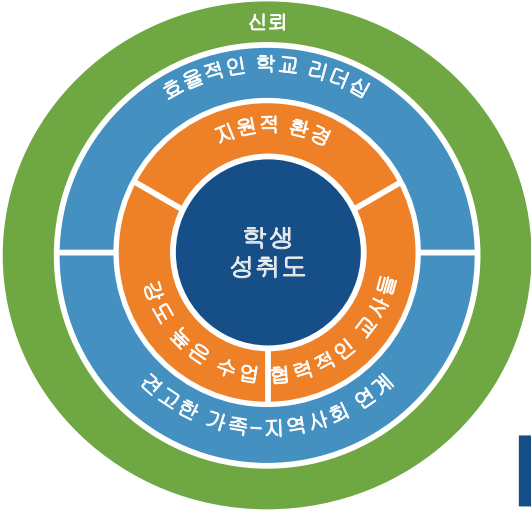 신뢰
효율적인 학교 리더십
지원적 환경
학생
성취도
강도 높은 수업
협력적인 교사들
견고한 가족-지역사회 연계